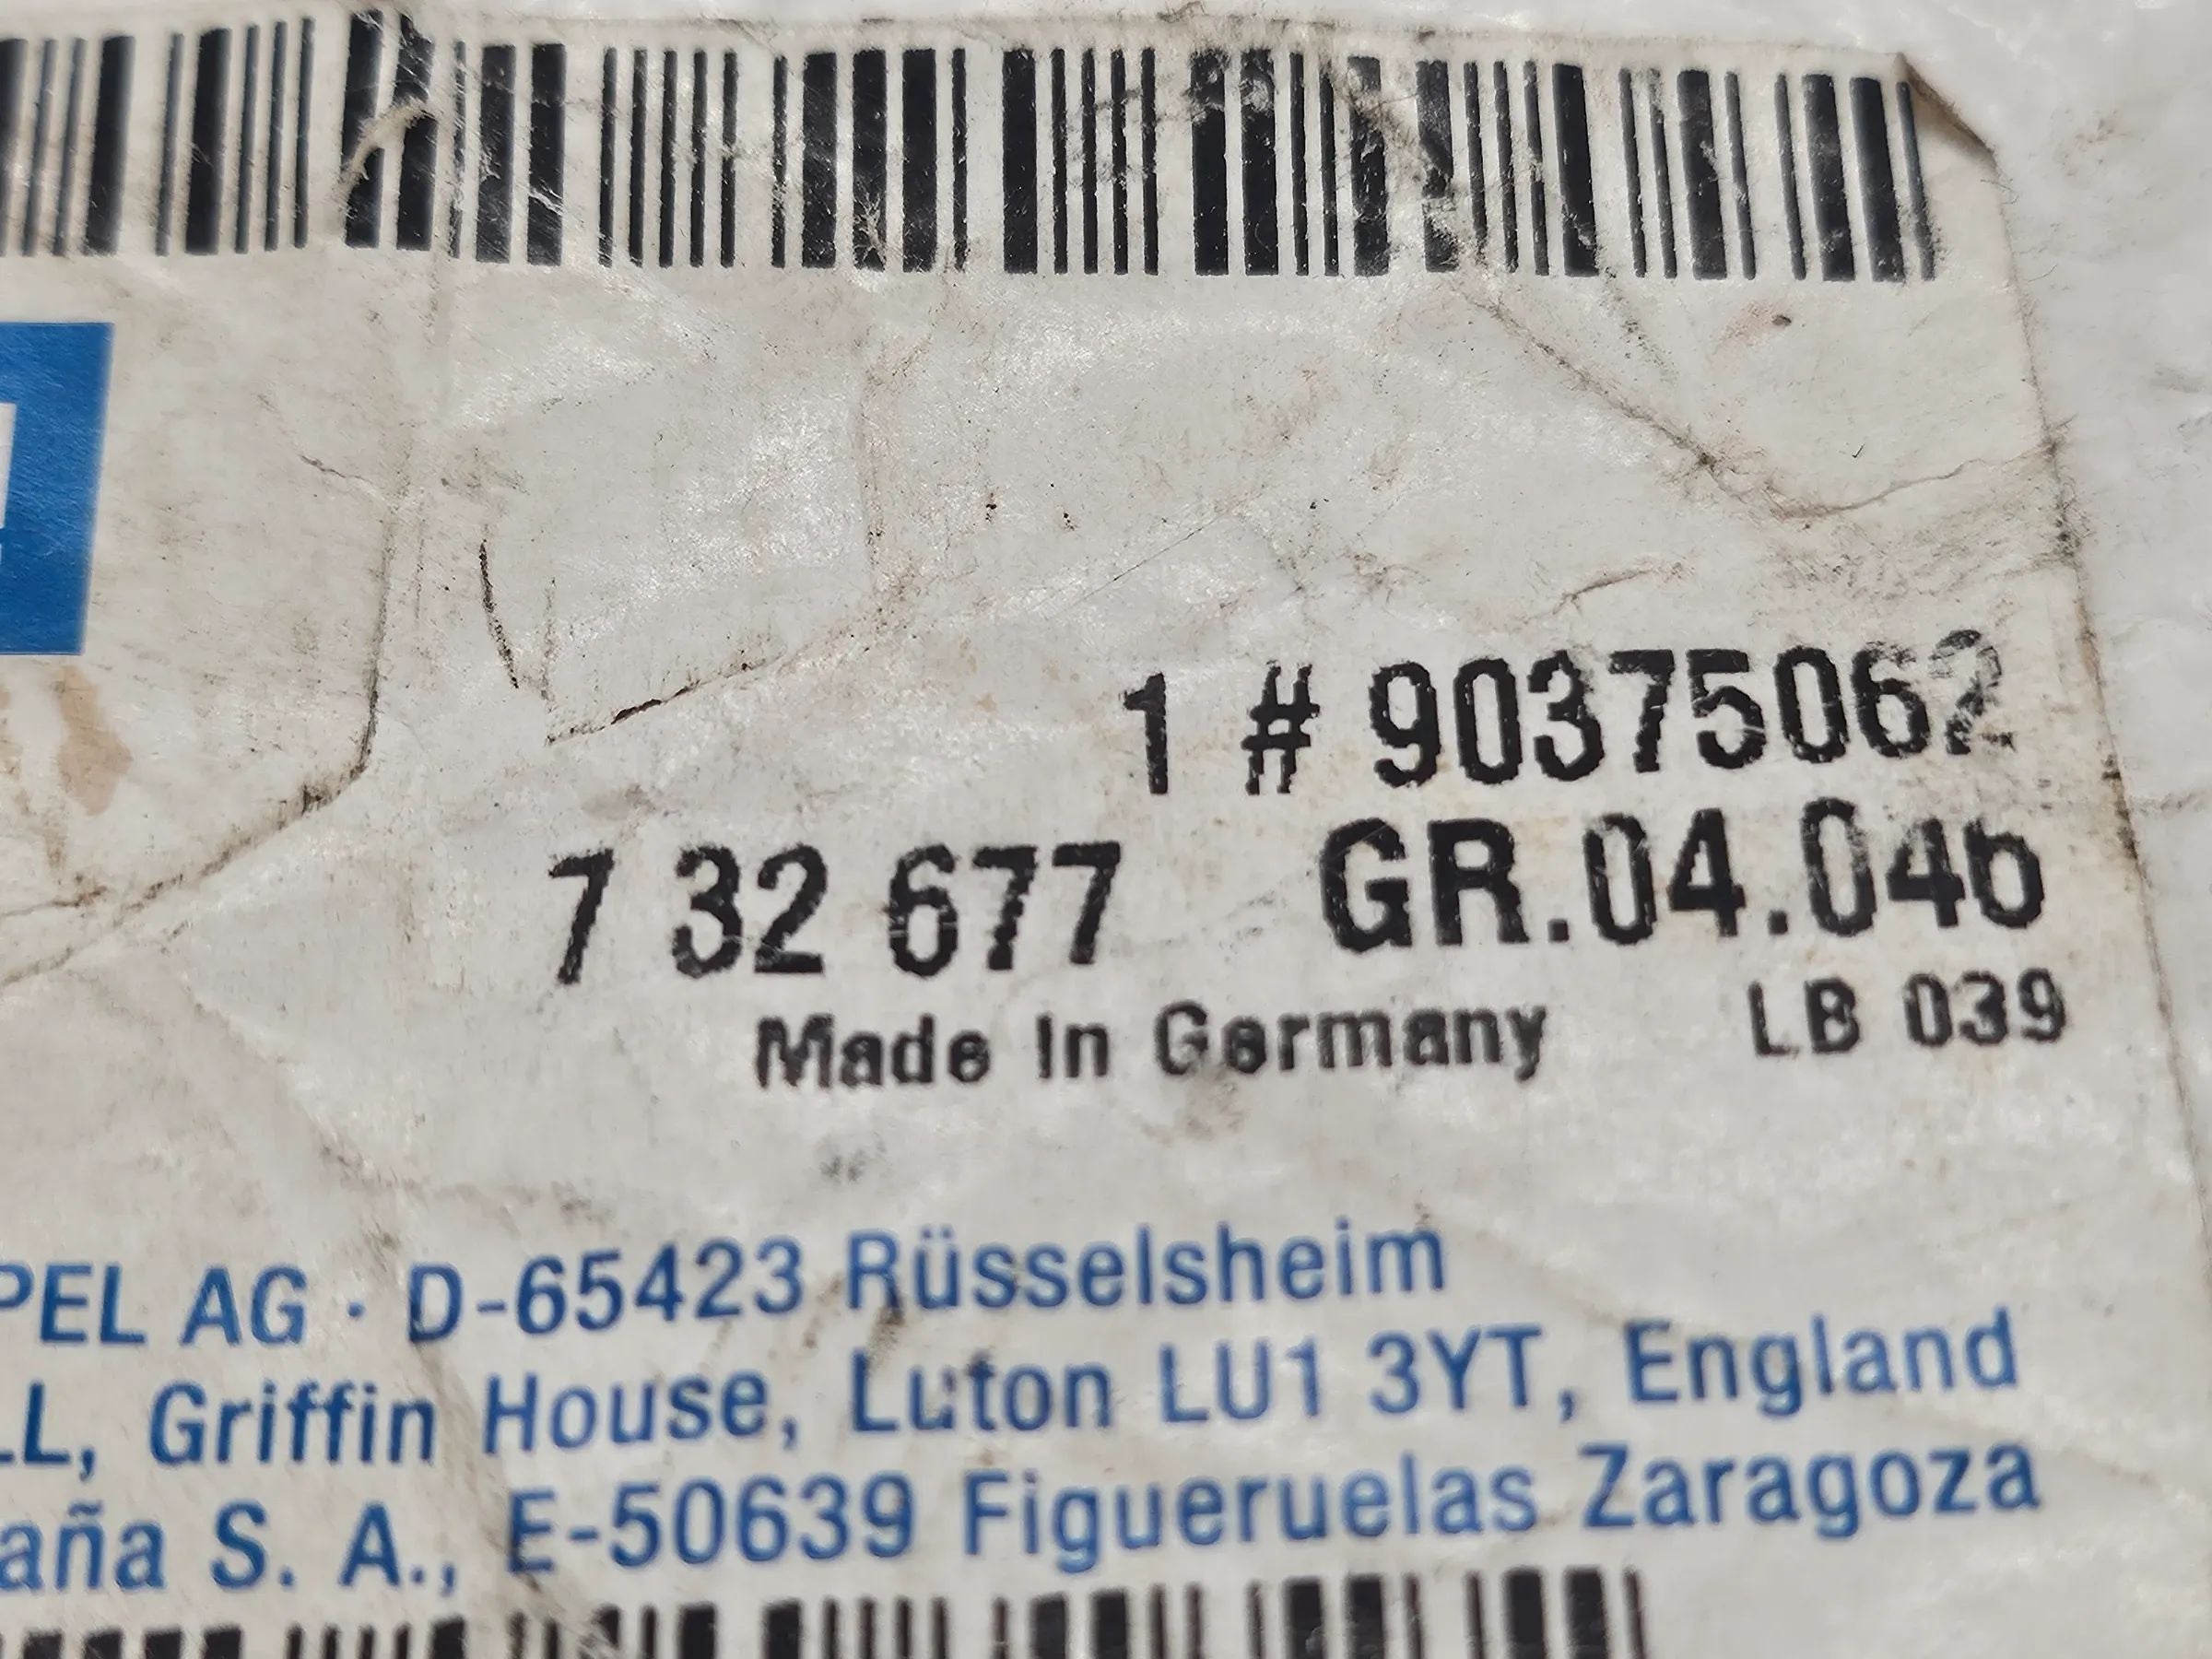 1 # 90375062
7 32 677 GR.04.046
Made in Germany LB 039
PEL AG · D-65423 Rüsselsheim
LL, Griffin House, Luton LU1 3YT, England
aña S. A., E-50639 Figueruelas Zaragoza